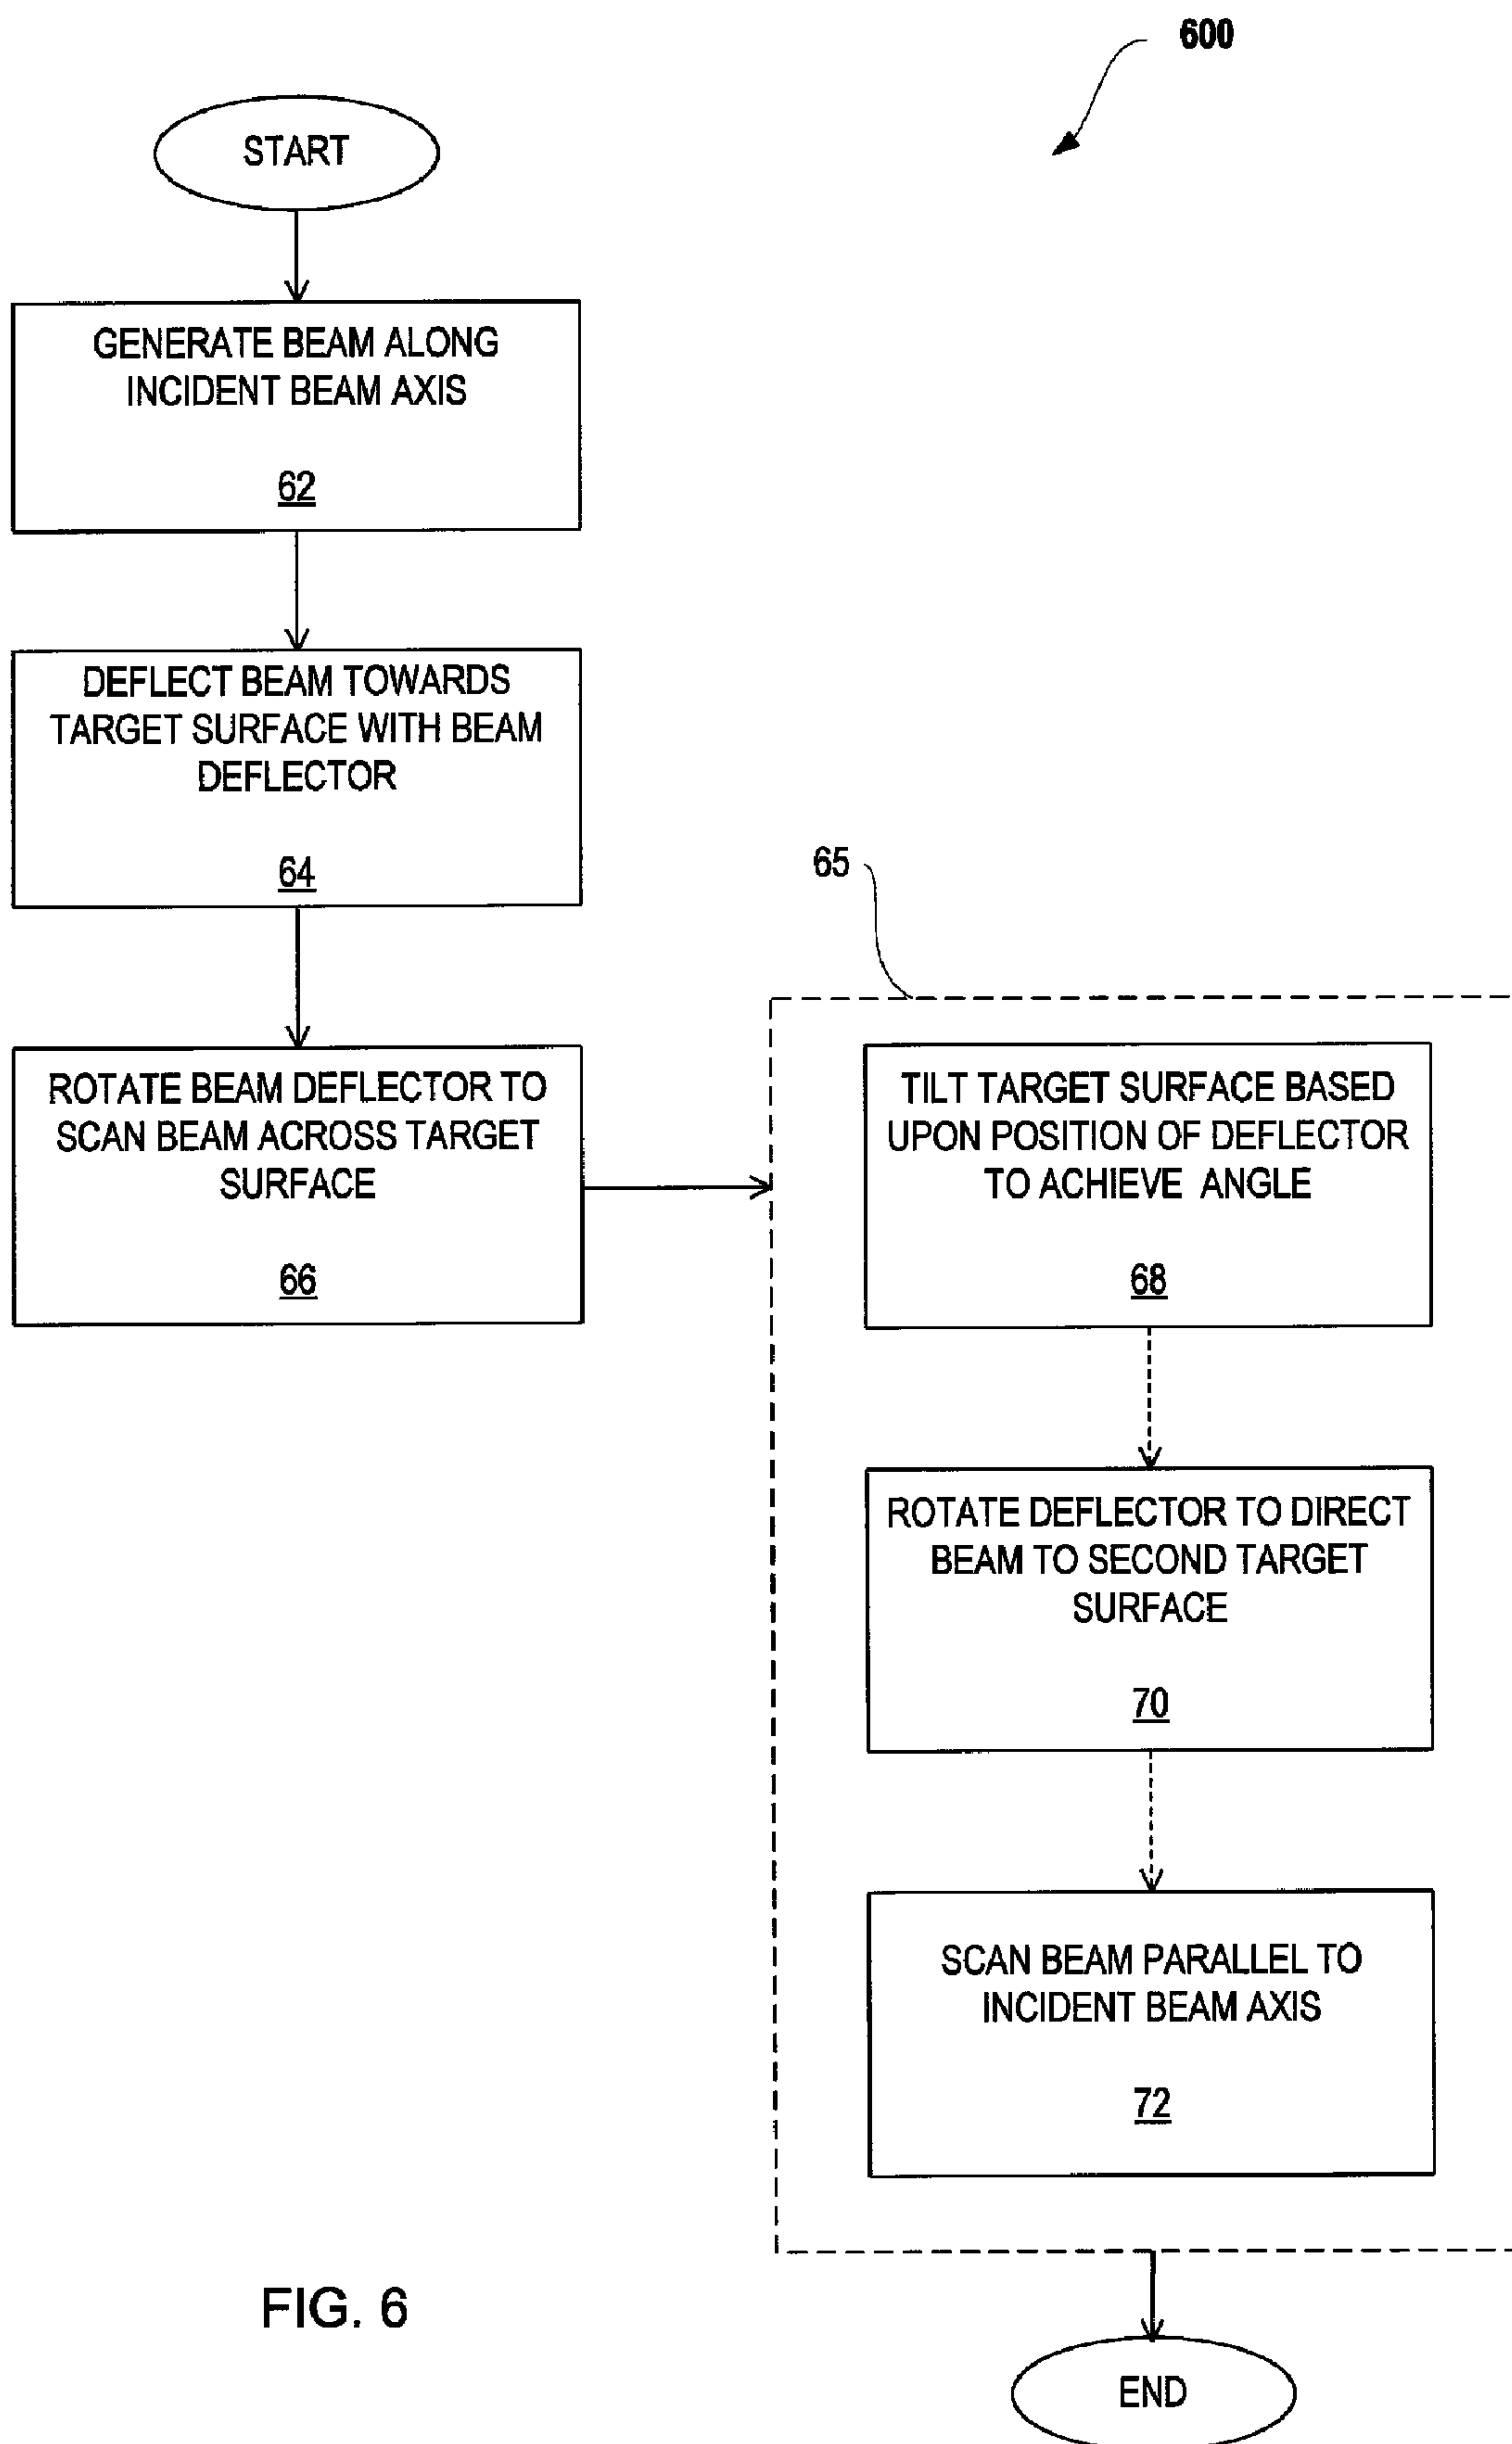 600
START
GENERATE BEAM ALONG
INCIDENT BEAM AXIS
62
DEFLECT BEAM TOWARDS
TARGET SURFACE WITH BEAM
DEFLECTOR
64
ROTATE BEAM DEFLECTOR TO
SCAN BEAM ACROSS TARGET
SURFACE
66
65
TILT TARGET SURFACE BASED
UPON POSITION OF DEFLECTOR
TO ACHIEVE ANGLE
68
ROTATE DEFLECTOR TO DIRECT
BEAM TO SECOND TARGET
SURFACE
70
SCAN BEAM PARALLEL TO
INCIDENT BEAM AXIS
72
END
FIG. 6